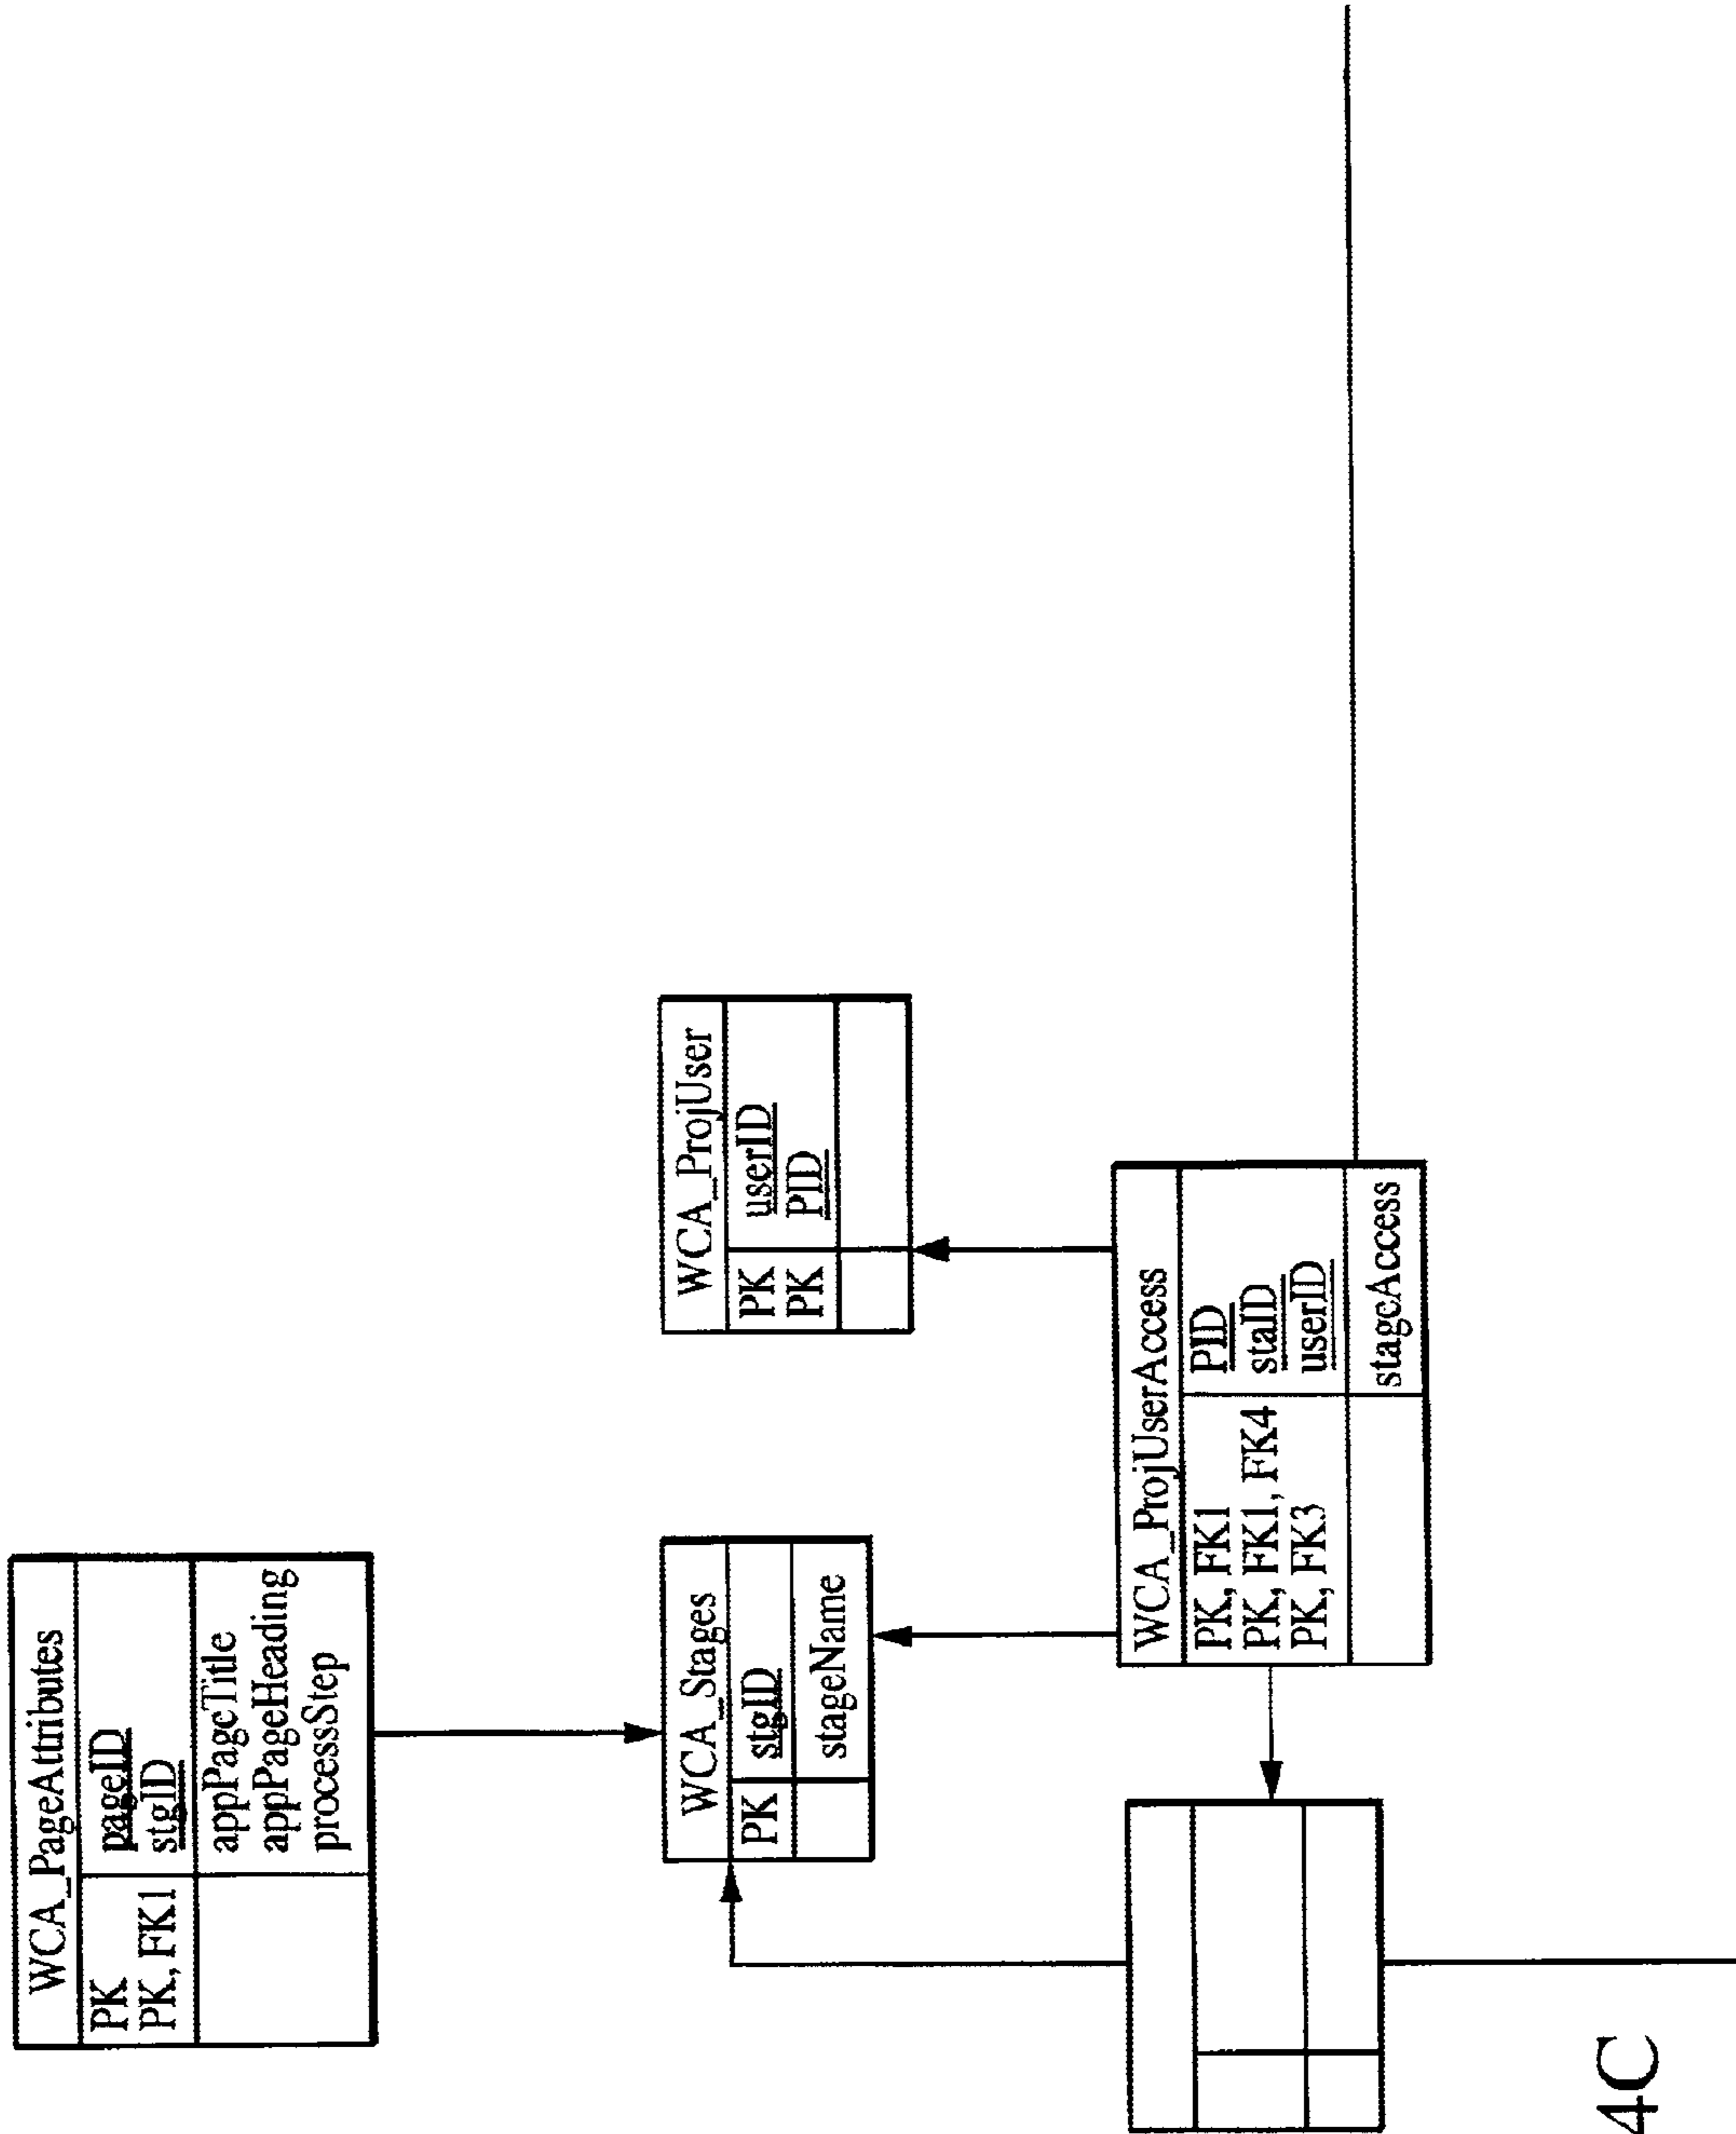 WCA_PageAttributes
PK pageID
PK, FK1 stgID
appPageTitle
appPageHeading
processStep
WCA_Stages
PK stgID
stageName
WCA_ProjUser
PK userID
PK PID
WCA_ProjUserAccess
PK, FK1 PID
PK, FK1, FK4 staID
PK, FK3 userID
stageAccess
4C